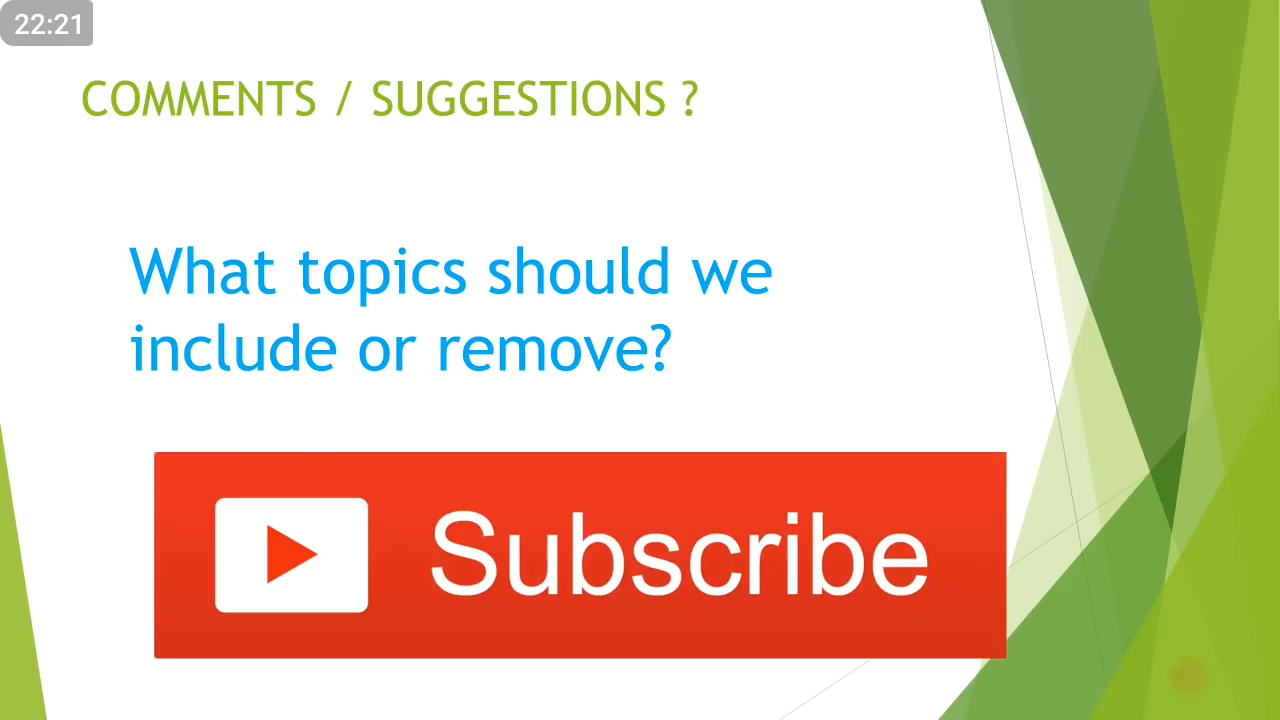 22:21
COMMENTS / SUGGESTIONS ?
What topics should we
include or remove?
Subscribe